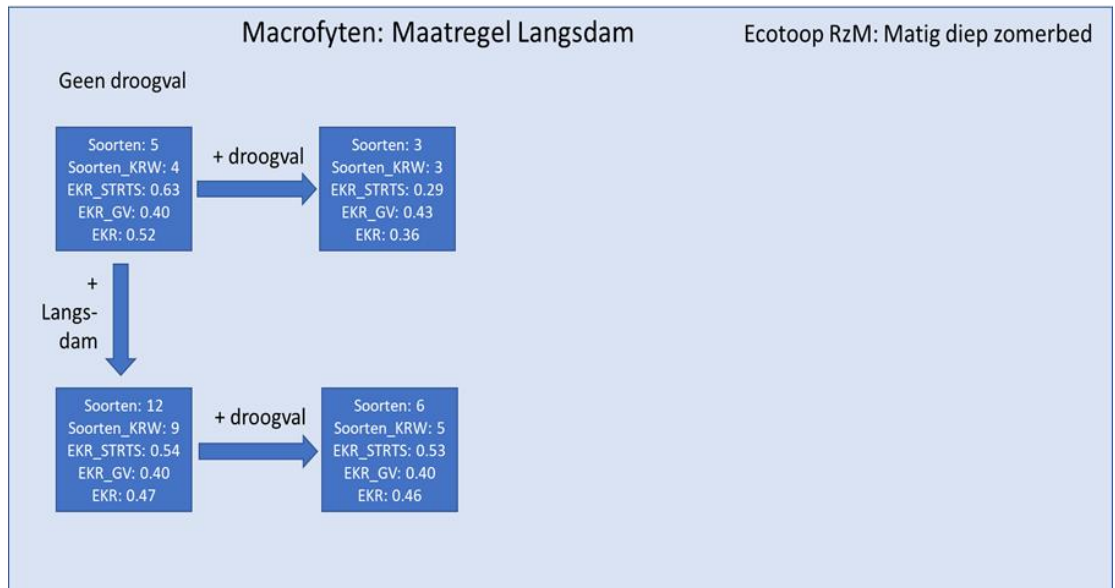 Macrofyten: Maatregel Langsdam
Ecotoop RzM: Matig diep zomerbed
Geen droogval
Soorten: 5
Soorten_KRW: 4
EKR_STRTS: 0.63
EKR_GV: 0.40
EKR: 0.52
+ droogval
Soorten: 3
Soorten_KRW: 3
EKR_STRTS: 0.29
EKR_GV: 0.43
EKR: 0.36
+
Langs-
dam
Soorten: 12
Soorten_KRW: 9
EKR_STRTS: 0.54
EKR_GV: 0.40
EKR: 0.47
+ droogval
Soorten: 6
Soorten_KRW: 5
EKR_STRTS: 0.53
EKR_GV: 0.40
EKR: 0.46